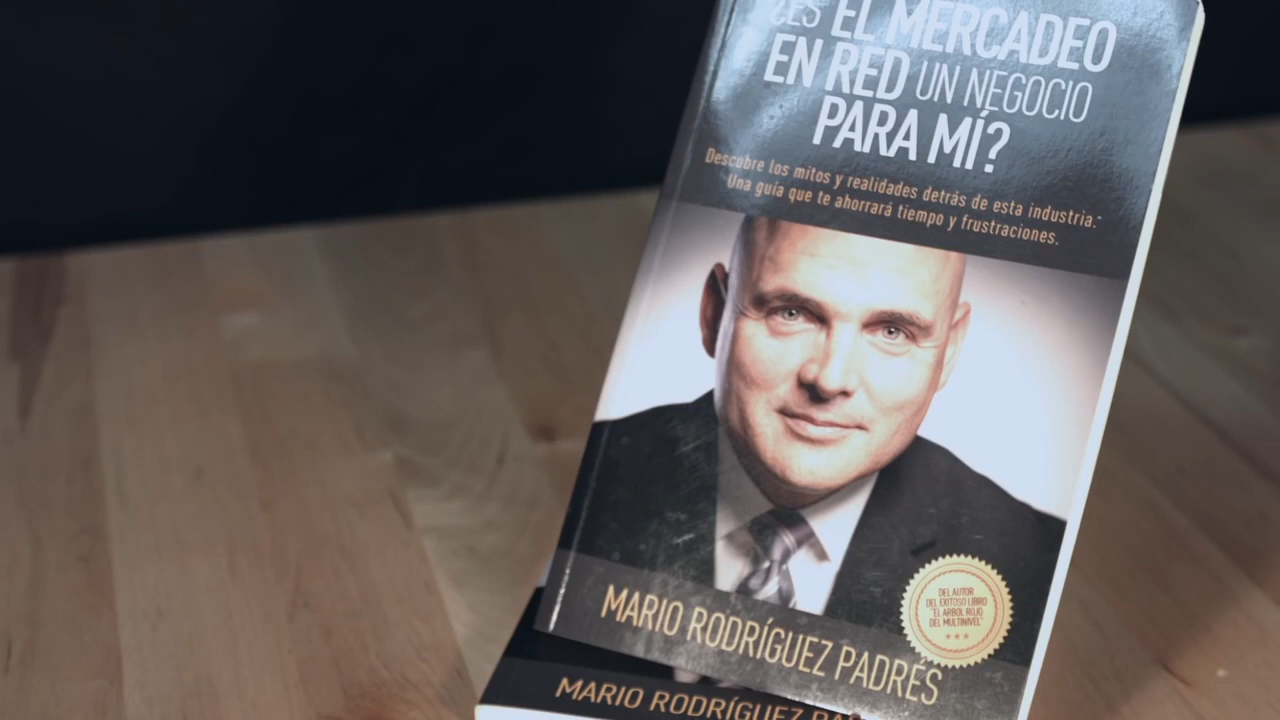 ¿ES EL MERCADEO
EN RED UN NEGOCIO
PARA MÍ?
Descubre los mitos y realidades detrás de esta industria."
Una guía que te ahorrará tiempo y frustraciones.
DEL AUTOR
DEL EXITOSO LIBRO
"EL ARBOL ROJO
DEL MULTINIVEL"
MARIO RODRÍGUEZ PADRÉS
MARIO RODRÍGUEZ